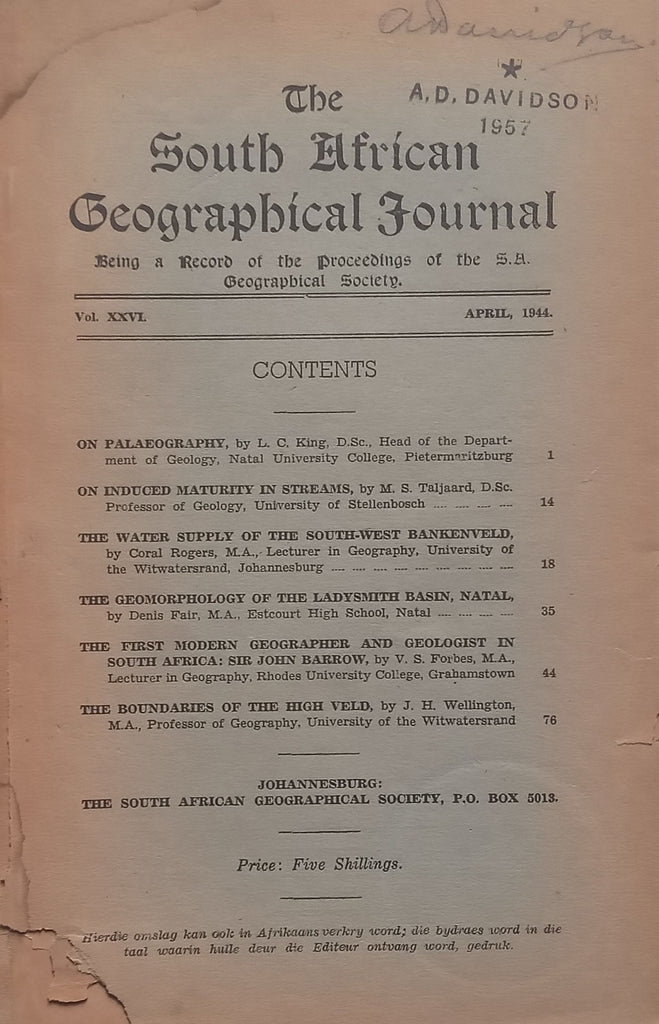 A Davidson
★
A. D. DAVIDSON
1957
The
South African
Geographical Journal
Being a Record of the Proceedings of the S.A.
Geographical Society.
Vol. XXVI. APRIL, 1944.
CONTENTS
ON PALAEOGRAPHY, by L. C. King, D.Sc., Head of the Depart-
ment of Geology, Natal University College, Pietermaritzburg 1
ON INDUCED MATURITY IN STREAMS, by M. S. Taljaard, D.Sc.
Professor of Geology, University of Stellenbosch .... .... .... .... 14
THE WATER SUPPLY OF THE SOUTH-WEST BANKENVELD,
by Coral Rogers, M.A., Lecturer in Geography, University of
the Witwatersrand, Johannesburg .... .... .... .... .... .... .... .... .... 18
THE GEOMORPHOLOGY OF THE LADYSMITH BASIN, NATAL,
by Denis Fair, M.A., Estcourt High School, Natal .... .... .... .... 35
THE FIRST MODERN GEOGRAPHER AND GEOLOGIST IN
SOUTH AFRICA: SIR JOHN BARROW, by V. S. Forbes, M.A.,
Lecturer in Geography, Rhodes University College, Grahamstown 44
THE BOUNDARIES OF THE HIGH VELD, by J. H. Wellington,
M.A., Professor of Geography, University of the Witwatersrand 76
JOHANNESBURG:
THE SOUTH AFRICAN GEOGRAPHICAL SOCIETY, P.O. BOX 5013.
Price: Five Shillings.
Hierdie omslag kan ook in Afrikaans verkry word; die bydraes word in die
taal waarin hulle deur die Editeur ontvang word, gedruk.